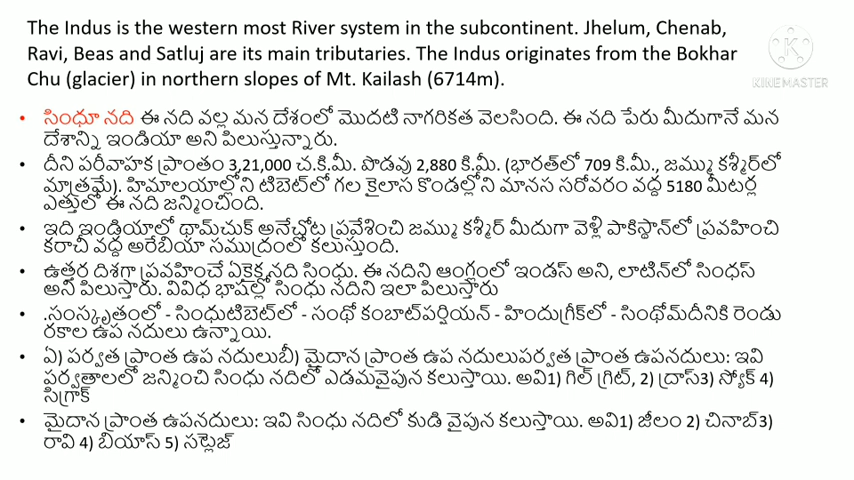 The Indus is the western most River system in the subcontinent. Jhelum, Chenab,
Ravi, Beas and Satluj are its main tributaries. The Indus originates from the Bokhar
Chu (glacier) in northern slopes of Mt. Kailash (6714m).
KINEMASTER
• సింధూ నది ఈ నది వల్ల మన దేశంలో మొదటి నాగరికత వెలసింది. ఈ నది పేరు మీదుగానే మన
దేశాన్ని ఇండియా అని పిలుస్తున్నారు.
• దీని పరీవాహక ప్రాంతం 3,21,000 చ.కి.మీ. పొడవు 2,880 కి.మీ. (భారత్‌లో 709 కి.మీ., జమ్ము కశ్మీర్‌లో
మాత్రమే). హిమాలయాల్లోని టిబెట్‌లో గల కైలాస కొండల్లోని మానస సరోవరం వద్ద 5180 మీటర్ల
ఎత్తులో ఈ నది జన్మించింది.
• ఇది ఇండియాలో థామ్‌చుక్ అనేచోట ప్రవేశించి జమ్ము కశ్మీర్ మీదుగా వెళ్లి పాకిస్థాన్‌లో ప్రవహించి
కరాచీ వద్ద అరేబియా సముద్రంలో కలుస్తుంది.
• ఉత్తర దిశగా ప్రవహించే ఏకైక నది సింధు. ఈ నదిని ఆంగ్లంలో ఇండస్ అని, లాటిన్‌లో సింధస్
అని పిలుస్తారు. వివిధ భాషల్లో సింధు నదిని ఇలా పిలుస్తారు
• .సంస్కృతంలో - సింధుటిబెట్‌లో - సంథో కంబాట్‌పర్షియన్ - హిందుగ్రీక్‌లో - సింథోమ్‌దీనికి రెండు
రకాల ఉప నదులు ఉన్నాయి.
• ఏ) పర్వత ప్రాంత ఉప నదులుబీ) మైదాన ప్రాంత ఉప నదులుపర్వత ప్రాంత ఉపనదులు: ఇవి
పర్వతాలలో జన్మించి సింధు నదిలో ఎడమవైపున కలుస్తాయి. అవి1) గిల్ గ్రిట్, 2) ద్రాస్3) స్యోక్ 4)
సిగ్రాక్
• మైదాన ప్రాంత ఉపనదులు: ఇవి సింధు నదిలో కుడి వైపున కలుస్తాయి. అవి1) జీలం 2) చినాబ్3)
రావి 4) బియాస్ 5) సట్లెజ్